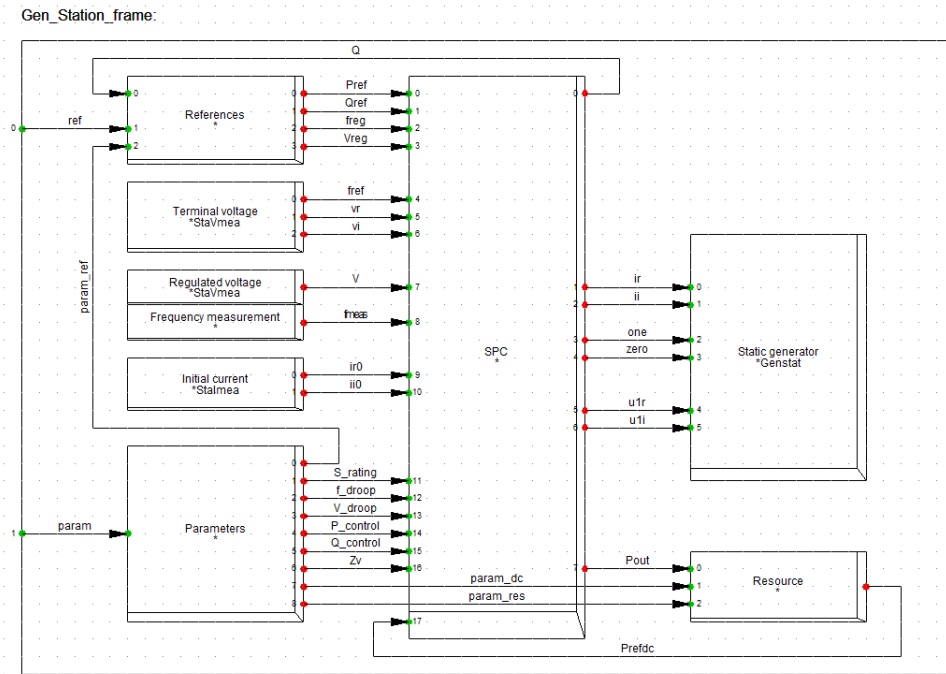 Gen_Station_frame:
Q
0 References * 0 Pref 0 0
0 ref 1 1 Qref 1
2 2 freg 2
3 Vreg 3
Terminal voltage *StaVmea 0 fref 4
1 vr 5
2 vi 6
param_ref
Regulated voltage *StaVmea V 7
Frequency measurement * fmeas 8
SPC *
Initial current *StaImea 0 ir0 9
1 ii0 10
1 ir 0
2 ii 1
3 one 2
4 zero 3
Static generator *Genstat
5 u1r 4
6 u1i 5
1 param
Parameters *
0
1 S_rating 11
2 f_droop 12
3 V_droop 13
4 P_control 14
5 Q_control 15
6 Zv 16
7 param_dc 1
8 param_res 2
7 Pout 0
Resource *
17
Prefdc